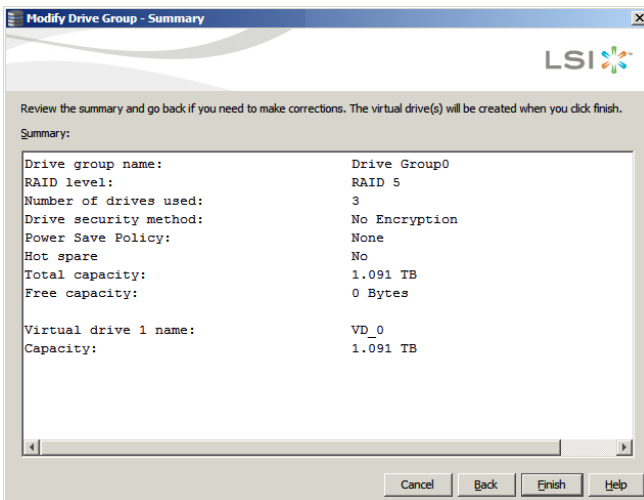 Modify Drive Group - Summary
LSI
Review the summary and go back if you need to make corrections. The virtual drive(s) will be created when you click finish.
Summary:
Drive group name: Drive Group0
RAID level: RAID 5
Number of drives used: 3
Drive security method: No Encryption
Power Save Policy: None
Hot spare No
Total capacity: 1.091 TB
Free capacity: 0 Bytes
Virtual drive 1 name: VD_0
Capacity: 1.091 TB
Cancel Back Finish Help